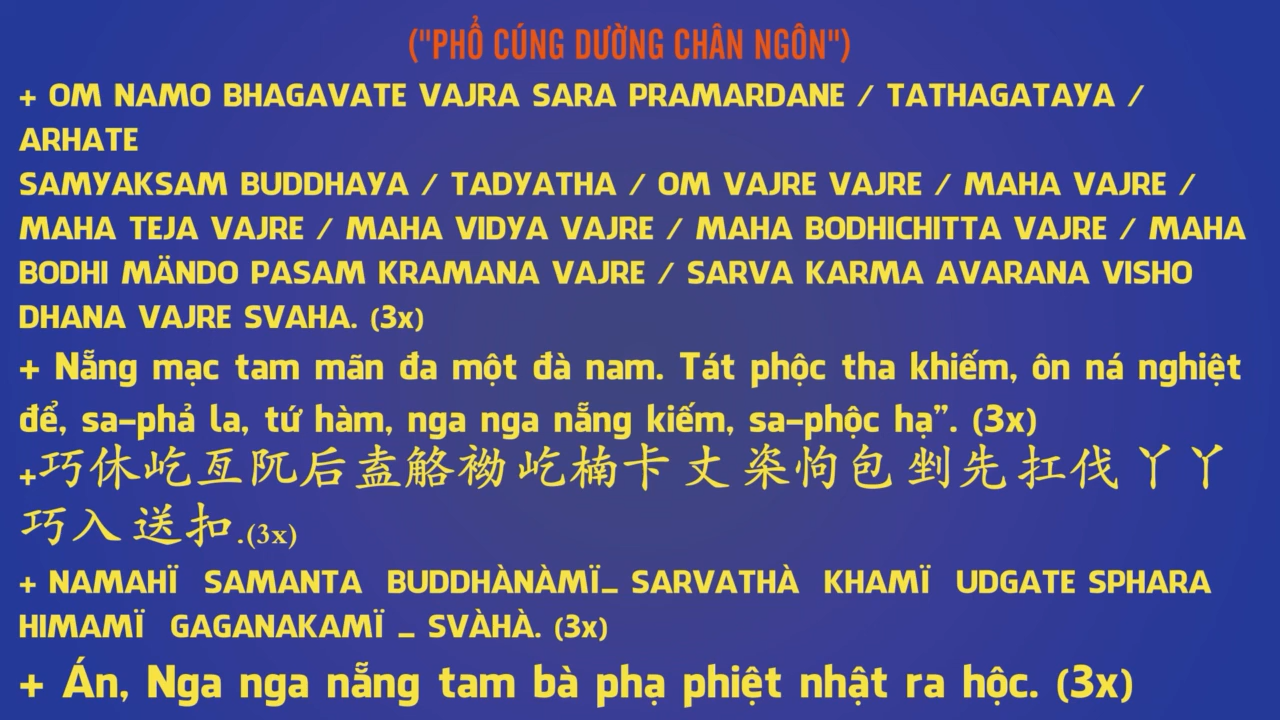 ("PHỔ CÚNG DƯỜNG CHÂN NGÔN")
+ OM NAMO BHAGAVATE VAJRA SARA PRAMARDANE / TATHAGATAYA /
ARHATE
SAMYAKSAM BUDDHAYA / TADYATHA / OM VAJRE VAJRE / MAHA VAJRE /
MAHA TEJA VAJRE / MAHA VIDYA VAJRE / MAHA BODHICHITTA VAJRE / MAHA
BODHI MÄNDO PASAM KRAMANA VAJRE / SARVA KARMA AVARANA VISHO
DHANA VAJRE SVAHA. (3x)
+ Nẵng mạc tam mãn đa một đà nam. Tát phộc tha khiếm, ôn ná nghiệt
để, sa-phả la, tứ hàm, nga nga nẵng kiếm, sa-phộc hạ”. (3x)
+巧休屹亙阢后盍觡袎屹楠卡丈柒恦包剉先扛伐丫丫
巧入送扣.(3x)
+ NAMAHÏ SAMANTA BUDDHÀNÀMÏ_ SARVATHÀ KHAMÏ UDGATE SPHARA
HIMAMÏ GAGANAKAMÏ _ SVÀHÀ. (3x)
+ Án, Nga nga nẵng tam bà phạ phiệt nhật ra hộc. (3x)